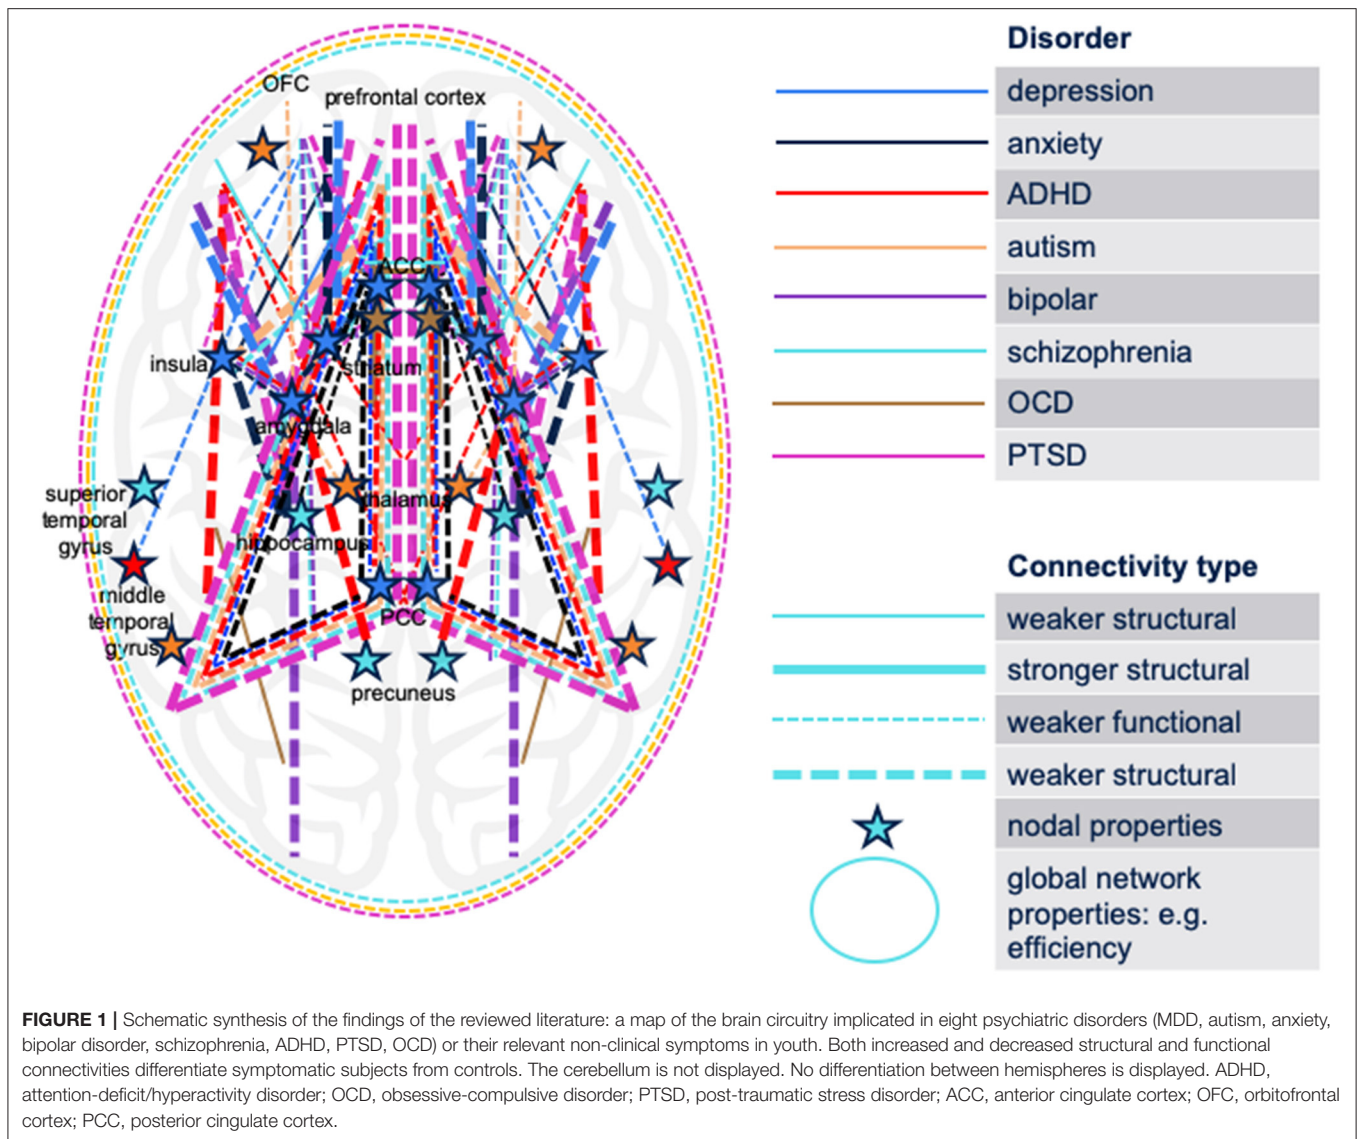 OFC
prefrontal cortex
ACC
insula
striatum
amygdala
superior
temporal
gyrus
thalamus
hippocampus
middle
temporal
gyrus
PCC
precuneus
Disorder
depression
anxiety
ADHD
autism
bipolar
schizophrenia
OCD
PTSD
Connectivity type
weaker structural
stronger structural
weaker functional
weaker structural
nodal properties
global network
properties: e.g.
efficiency
FIGURE 1 | Schematic synthesis of the findings of the reviewed literature: a map of the brain circuitry implicated in eight psychiatric disorders (MDD, autism, anxiety,
bipolar disorder, schizophrenia, ADHD, PTSD, OCD) or their relevant non-clinical symptoms in youth. Both increased and decreased structural and functional
connectivities differentiate symptomatic subjects from controls. The cerebellum is not displayed. No differentiation between hemispheres is displayed. ADHD,
attention-deficit/hyperactivity disorder; OCD, obsessive-compulsive disorder; PTSD, post-traumatic stress disorder; ACC, anterior cingulate cortex; OFC, orbitofrontal
cortex; PCC, posterior cingulate cortex.